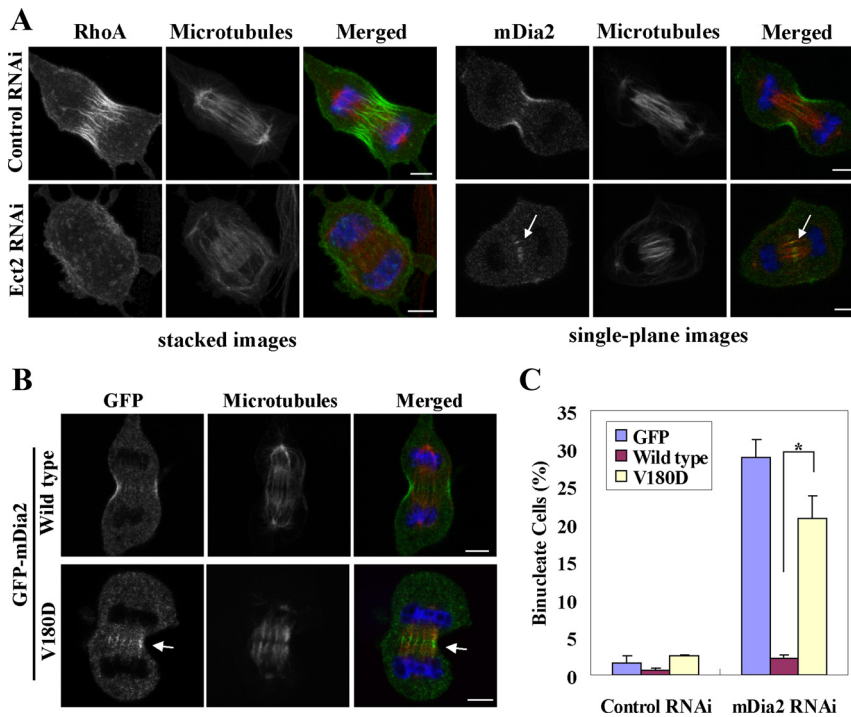 A
RhoA Microtubules Merged
mDia2 Microtubules Merged
Control RNAi
Ect2 RNAi
stacked images
single-plane images
B
GFP Microtubules Merged
GFP-mDia2
Wild type
V180D
C
Binucleate Cells (%)
35
30
25
20
15
10
5
0
GFP
Wild type
V180D
*
Control RNAi mDia2 RNAi